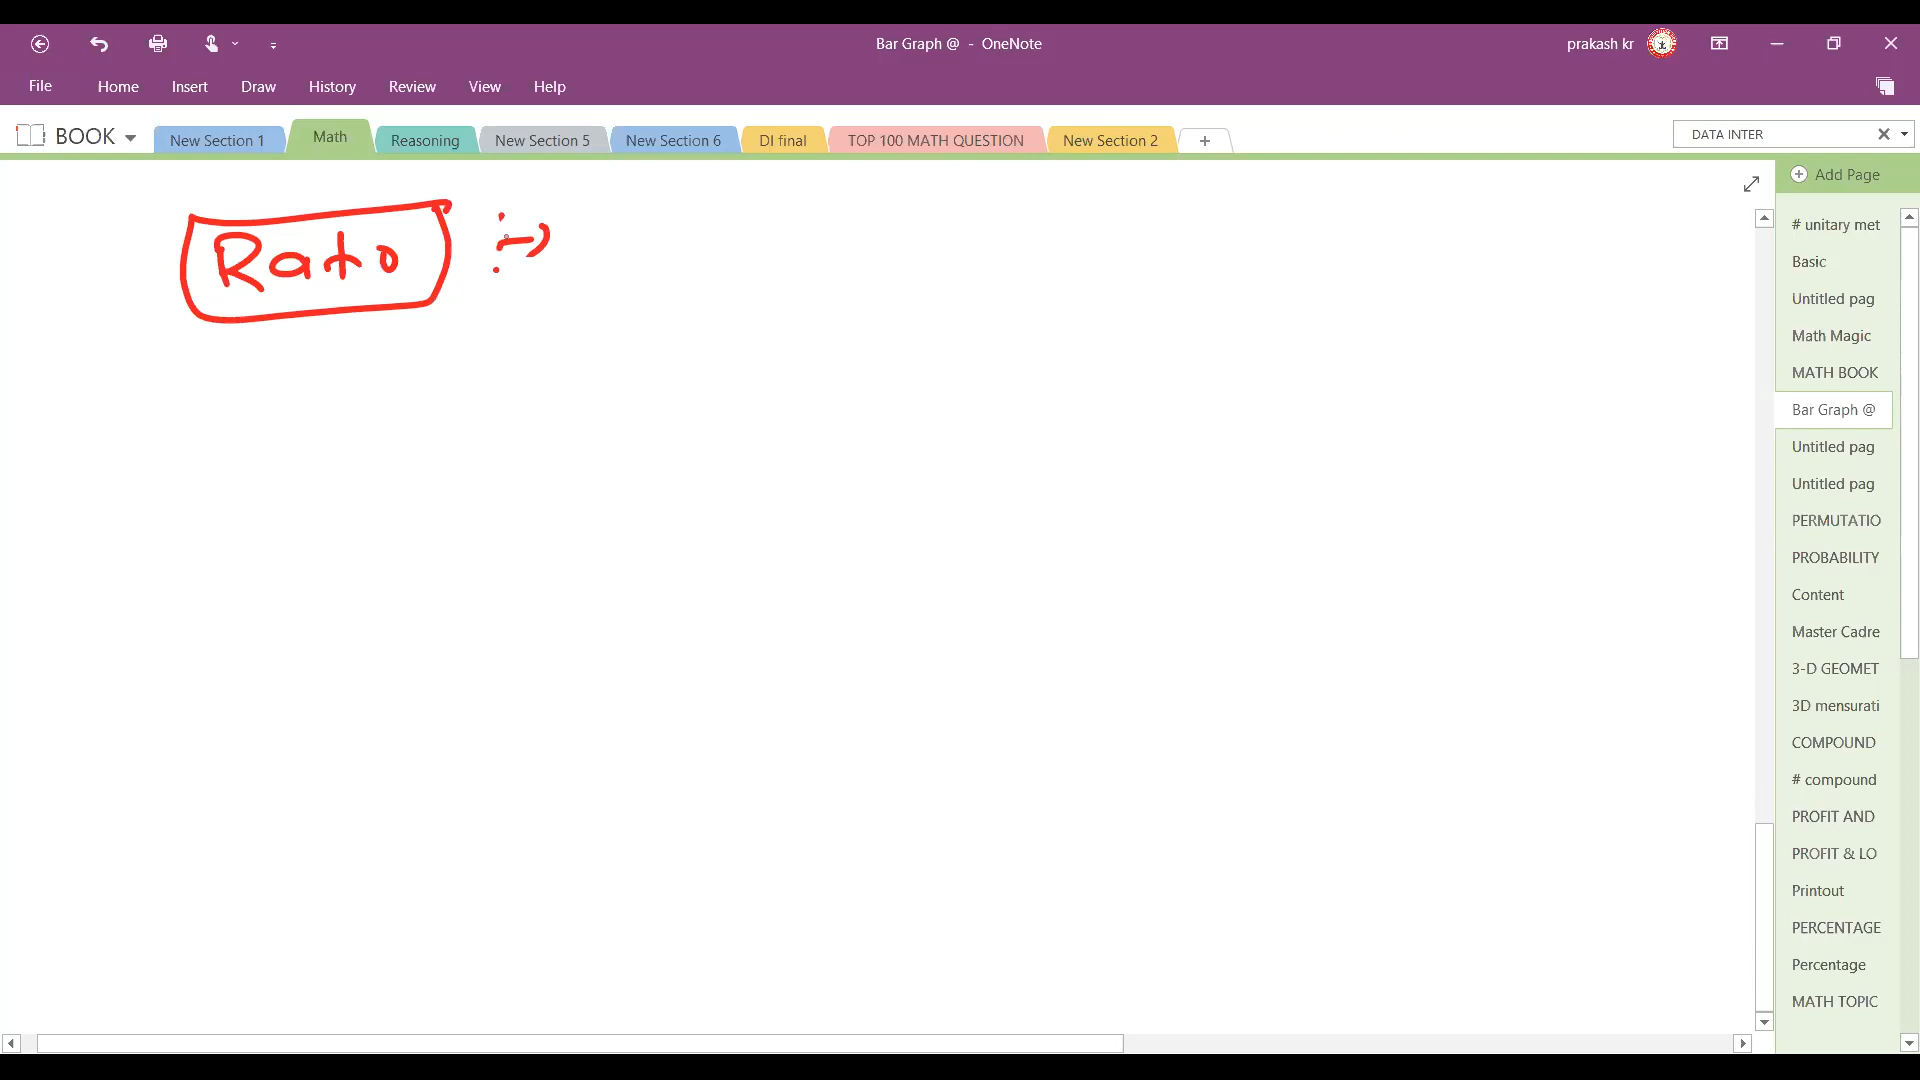 Bar Graph @ - OneNote
prakash kr
File Home Insert Draw History Review View Help
BOOK New Section 1 Math Reasoning New Section 5 New Section 6 DI final TOP 100 MATH QUESTION New Section 2 +
DATA INTER
Add Page
Rato :->
# unitary met
Basic
Untitled pag
Math Magic
MATH BOOK
Bar Graph @
Untitled pag
Untitled pag
PERMUTATIO
PROBABILITY
Content
Master Cadre
3-D GEOMET
3D mensurati
COMPOUND
# compound
PROFIT AND
PROFIT & LO
Printout
PERCENTAGE
Percentage
MATH TOPIC